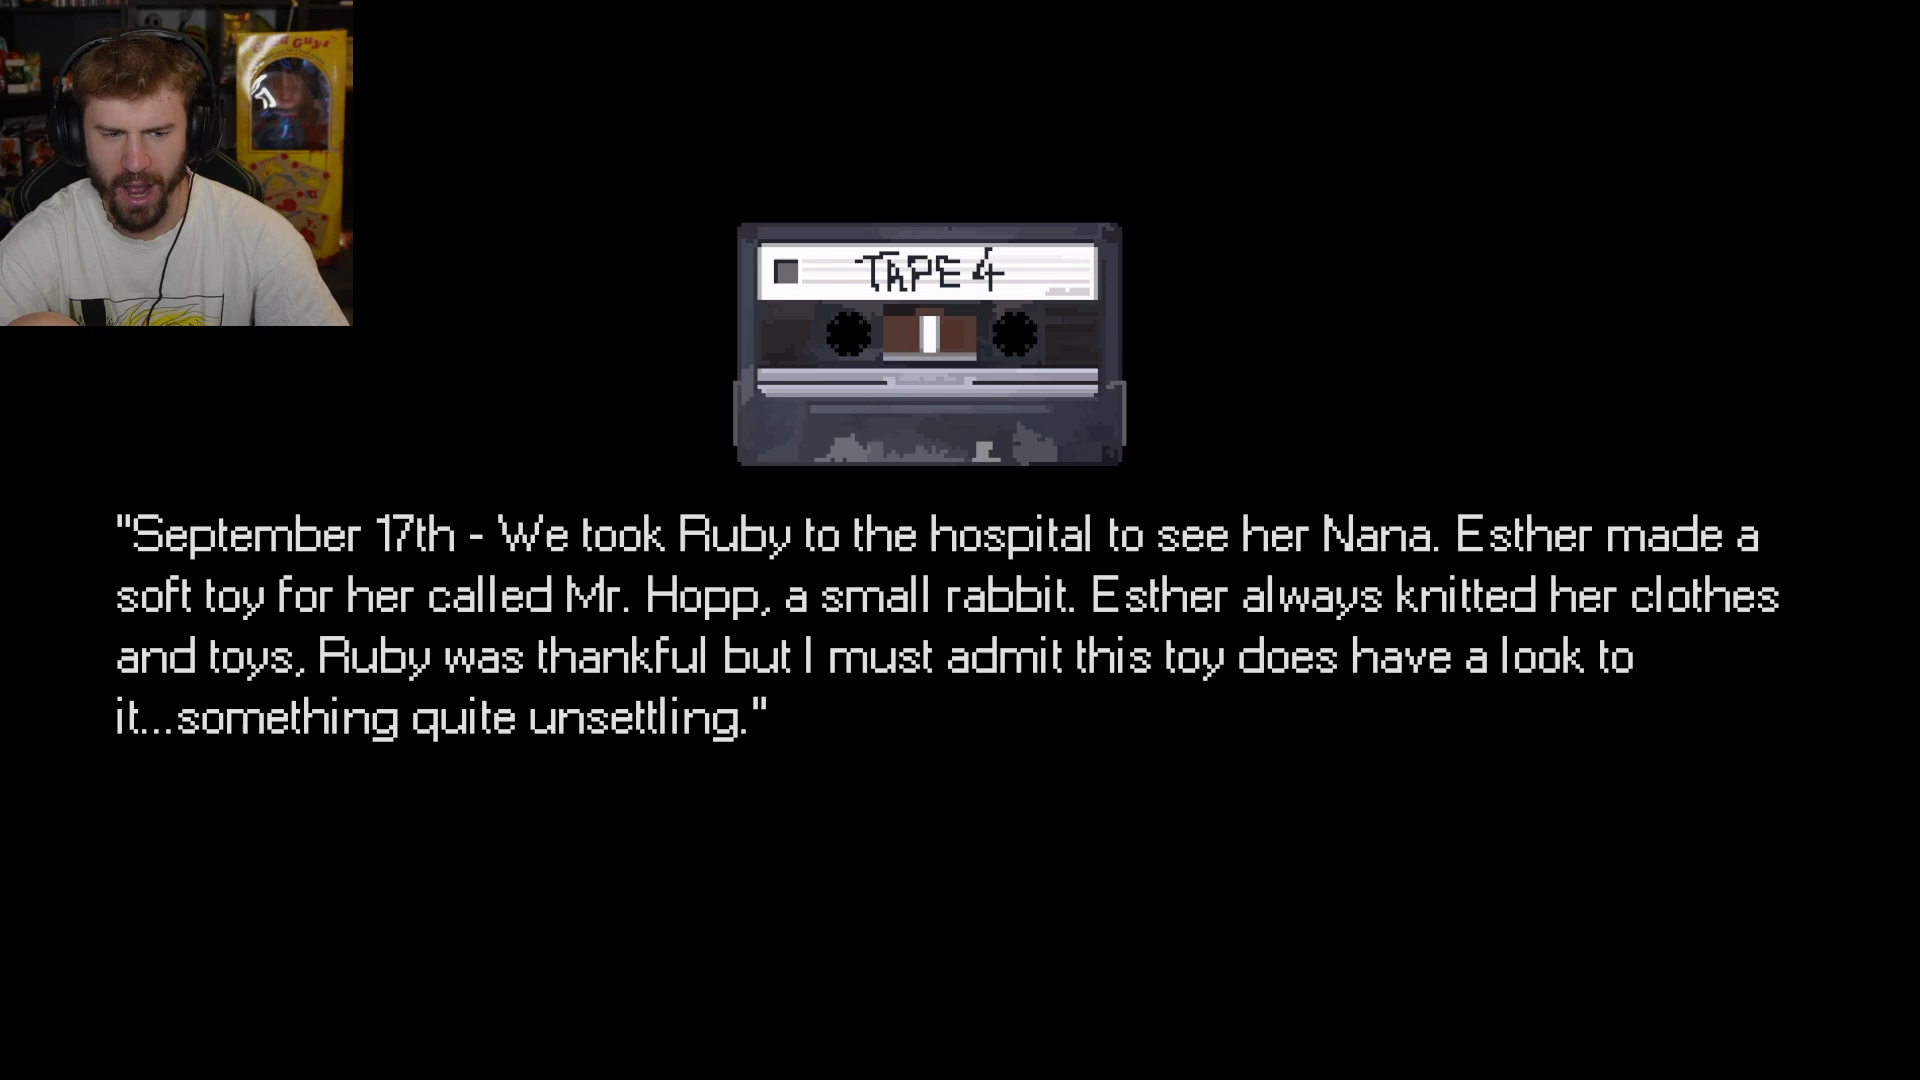 Good Guys
TAPE 4
"September 17th - We took Ruby to the hospital to see her Nana. Esther made a
soft toy for her called Mr. Hopp, a small rabbit. Esther always knitted her clothes
and toys, Ruby was thankful but I must admit this toy does have a look to
it...something quite unsettling."